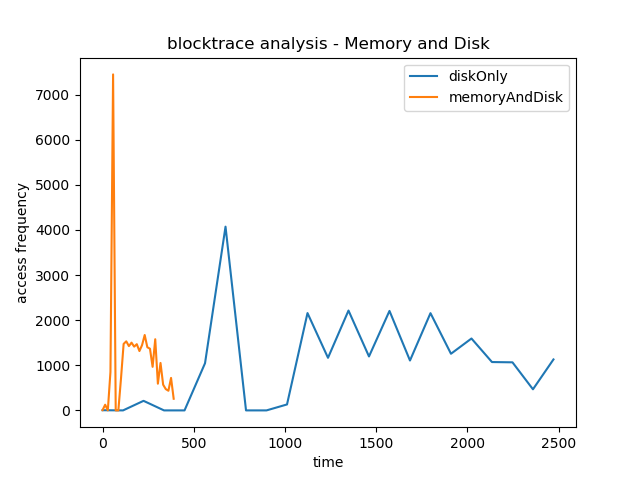 blocktrace analysis - Memory and Disk
diskOnly
memoryAndDisk
access frequency
7000
6000
5000
4000
3000
2000
1000
0
0 500 1000 1500 2000 2500
time